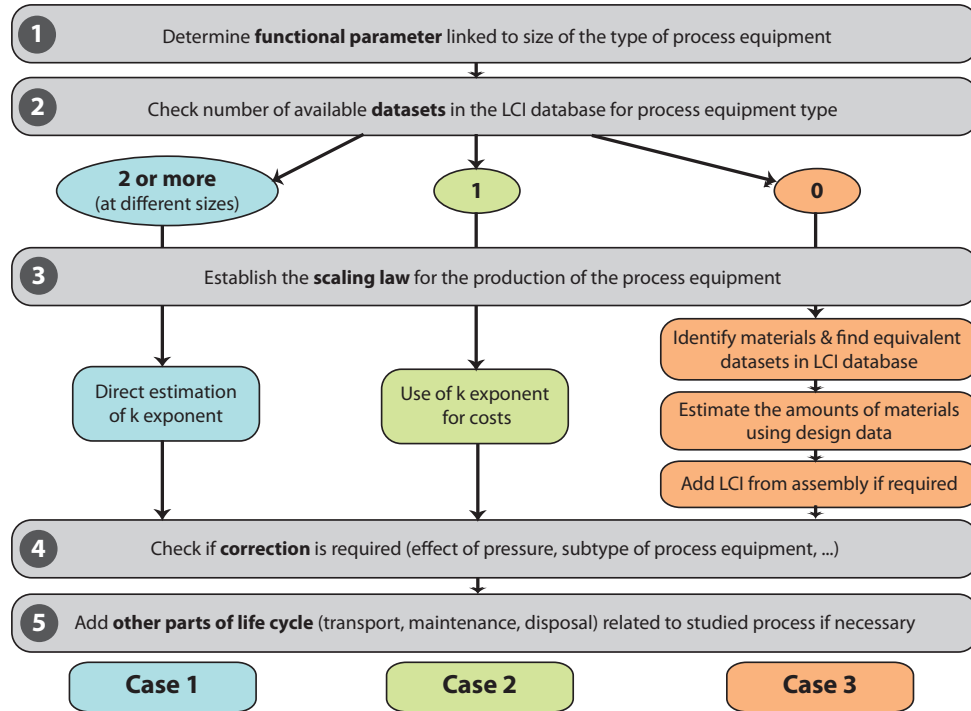 1
Determine functional parameter linked to size of the type of process equipment
2
Check number of available datasets in the LCI database for process equipment type
2 or more
(at different sizes)
1
0
3
Establish the scaling law for the production of the process equipment
Direct estimation
of k exponent
Use of k exponent
for costs
Identify materials & find equivalent
datasets in LCI database
Estimate the amounts of materials
using design data
Add LCI from assembly if required
4
Check if correction is required (effect of pressure, subtype of process equipment, ...)
5
Add other parts of life cycle (transport, maintenance, disposal) related to studied process if necessary
Case 1
Case 2
Case 3